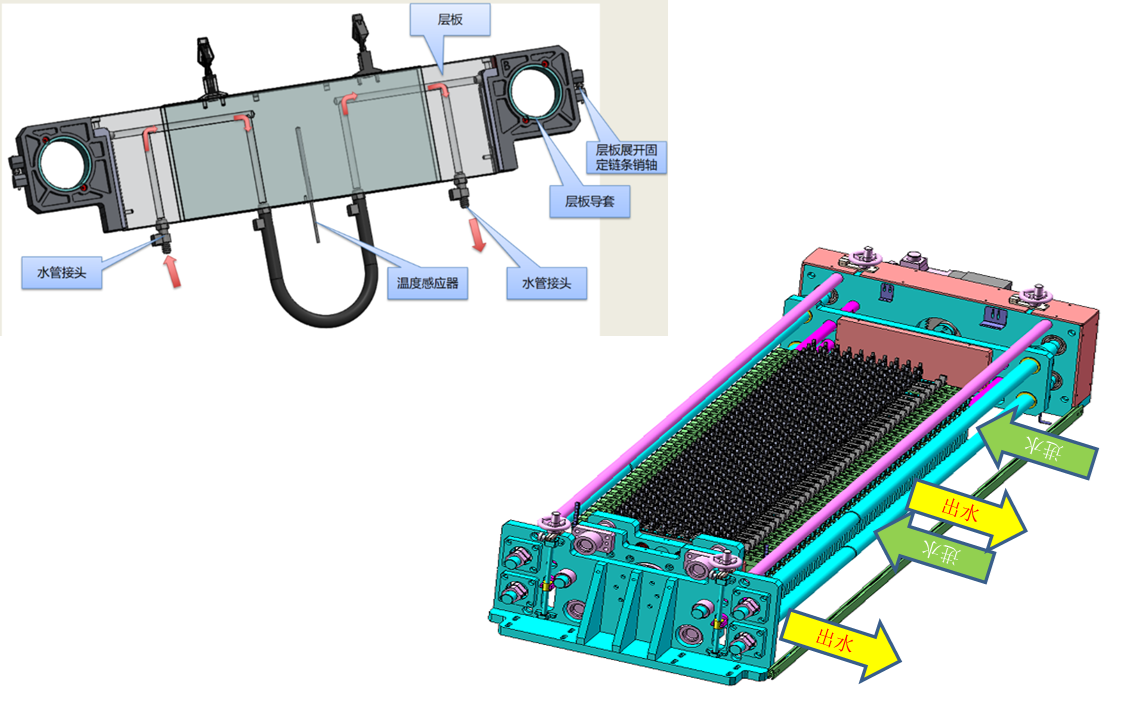 层板
层板展开固
定链条销轴
层板导套
水管接头
温度感应器
水管接头
进水
出水
进水
出水